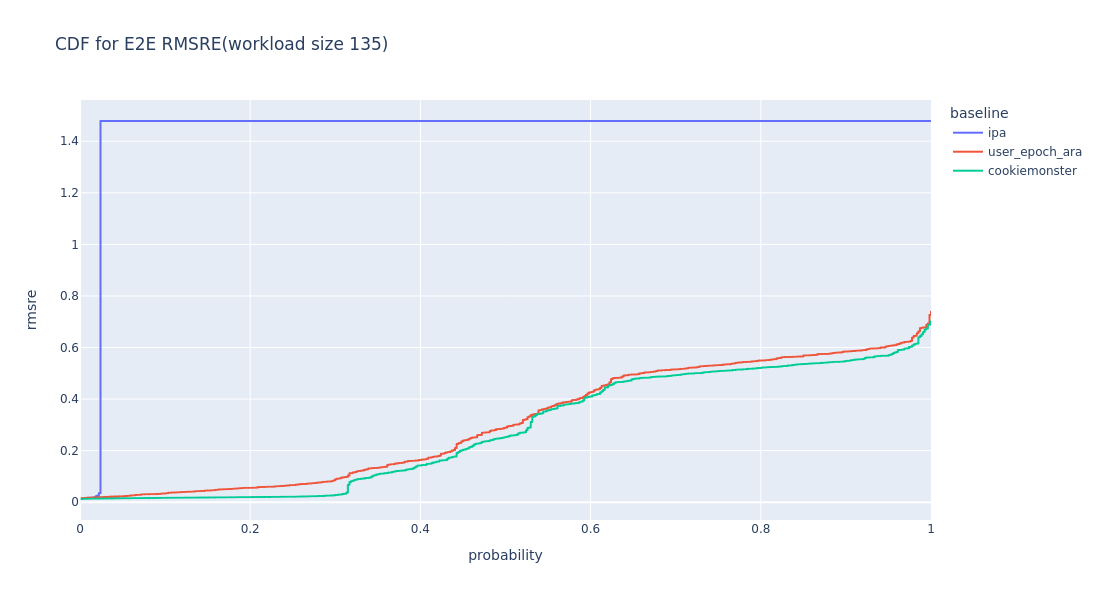 CDF for E2E RMSRE(workload size 135)
baseline
ipa
user_epoch_ara
cookiemonster
rmsre
1.4
1.2
1
0.8
0.6
0.4
0.2
0
0
0.2
0.4
0.6
0.8
1
probability